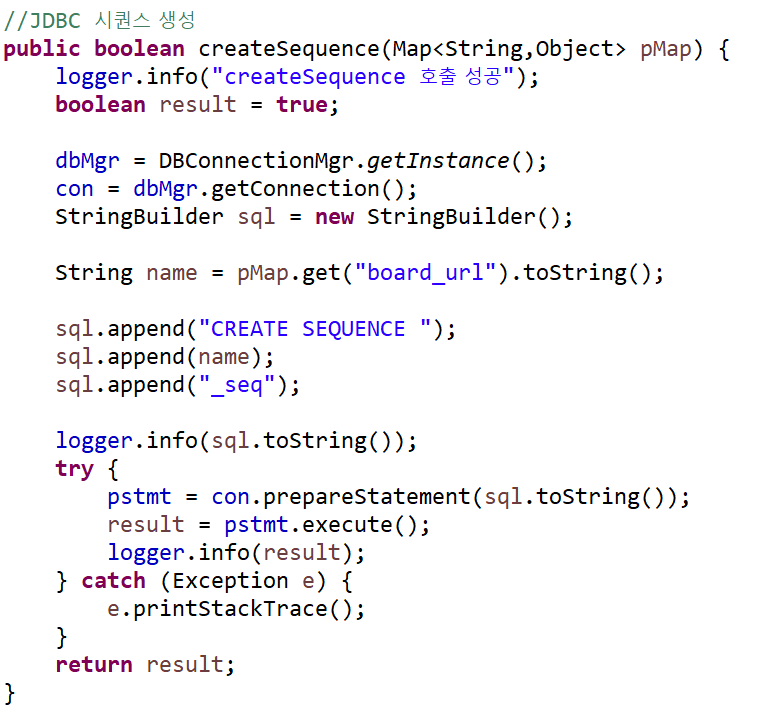 //JDBC 시퀀스 생성
public boolean createSequence(Map<String,Object> pMap) {
    logger.info("createSequence 호출 성공");
    boolean result = true;

    dbMgr = DBConnectionMgr.getInstance();
    con = dbMgr.getConnection();
    StringBuilder sql = new StringBuilder();

    String name = pMap.get("board_url").toString();

    sql.append("CREATE SEQUENCE ");
    sql.append(name);
    sql.append("_seq");

    logger.info(sql.toString());
    try {
        pstmt = con.prepareStatement(sql.toString());
        result = pstmt.execute();
        logger.info(result);
    } catch (Exception e) {
        e.printStackTrace();
    }
    return result;
}